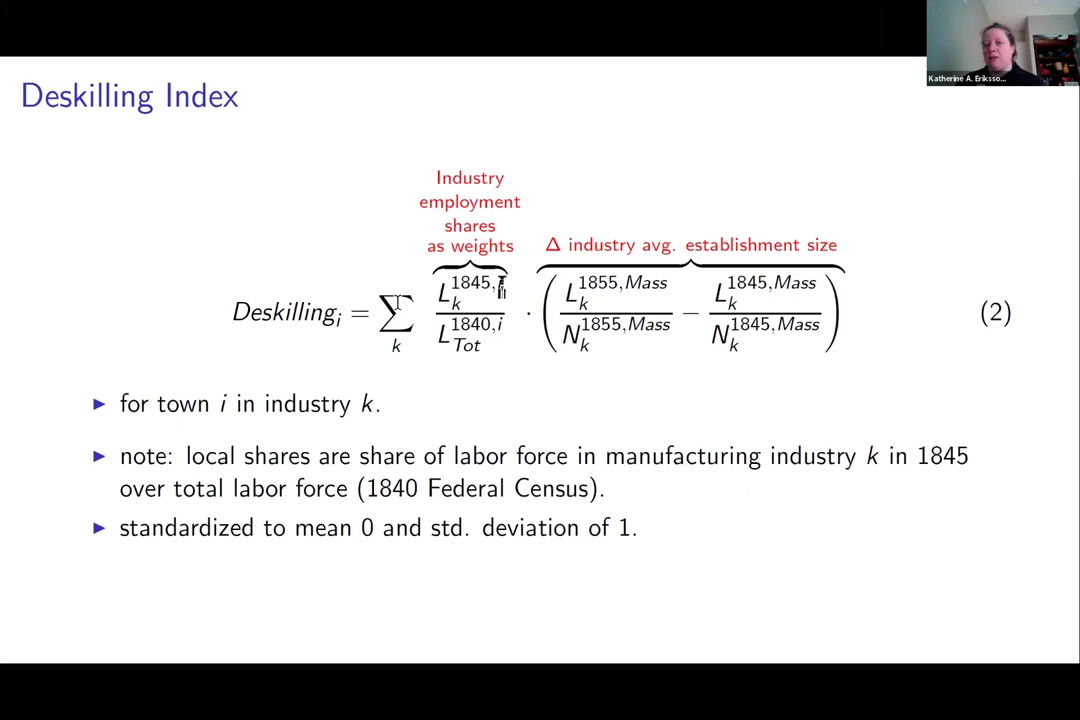 Katherine A. Eriksso...
Deskilling Index
Industry
employment
shares
as weights
Δ industry avg. establishment size
Deskilling_i = ∑_k L_k^{1845,i} / L_{Tot}^{1840,i} · ( L_k^{1855,Mass} / N_k^{1855,Mass} − L_k^{1845,Mass} / N_k^{1845,Mass} ) (2)
▶ for town i in industry k.
▶ note: local shares are share of labor force in manufacturing industry k in 1845
over total labor force (1840 Federal Census).
▶ standardized to mean 0 and std. deviation of 1.